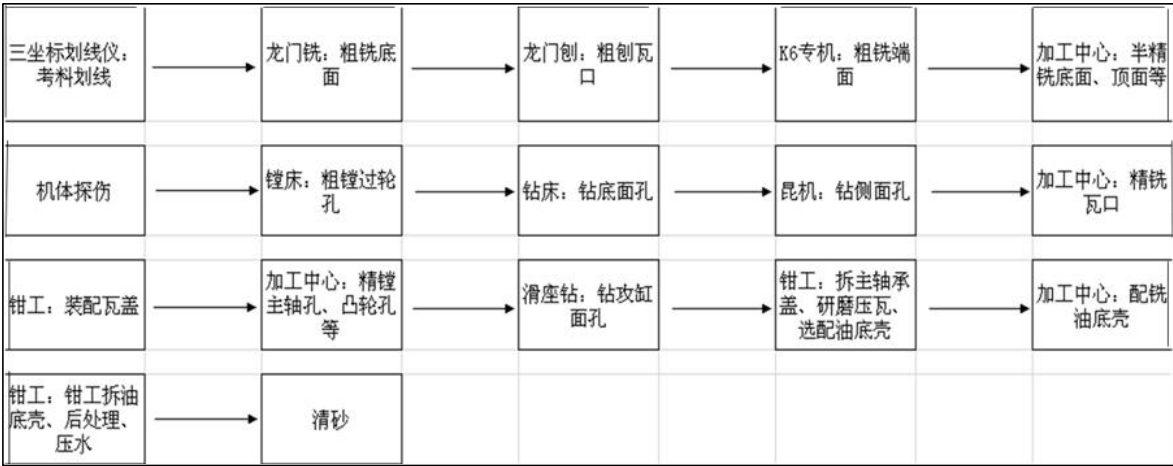 三坐标划线仪：
考料划线
龙门铣：粗铣底
面
龙门刨：粗刨瓦
口
K6专机：粗铣端
面
加工中心：半精
铣底面、顶面等
机体探伤
镗床：粗镗过轮
孔
钻床：钻底面孔
昆机：钻侧面孔
加工中心：精铣
瓦口
钳工：装配瓦盖
加工中心：精镗
主轴孔、凸轮孔
等
滑座钻：钻攻缸
面孔
钳工：拆主轴承
盖、研磨压瓦、
选配油底壳
加工中心：配铣
油底壳
钳工：钳工拆油
底壳、后处理、
压水
清砂